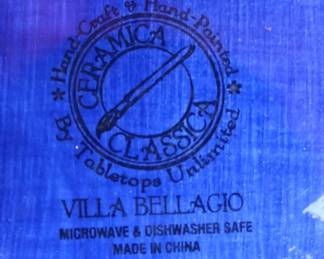 * Hand-Craft & Hand-Painted *
CERAMICA
CLASSICA
By Tabletops Unlimited
VILLA BELLAGIO
MICROWAVE & DISHWASHER SAFE
MADE IN CHINA